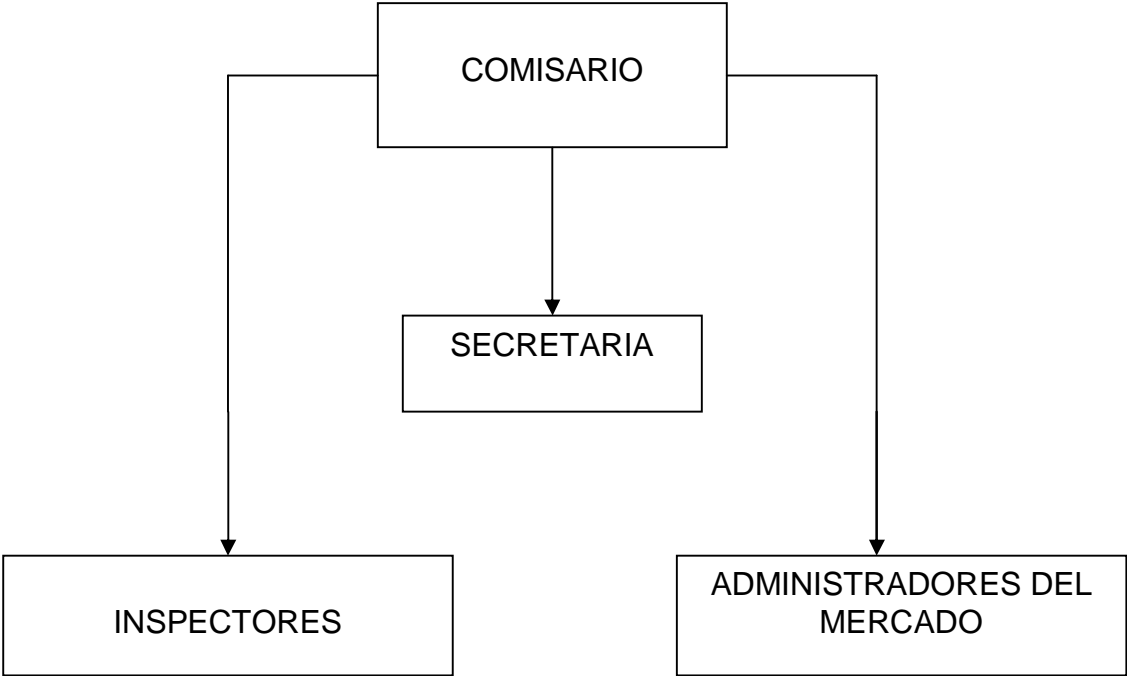 COMISARIO
SECRETARIA
INSPECTORES
ADMINISTRADORES DEL
MERCADO